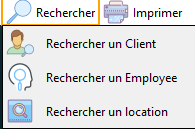 Rechercher Imprimer
Rechercher un Client
Rechercher un Employee
Rechercher un location